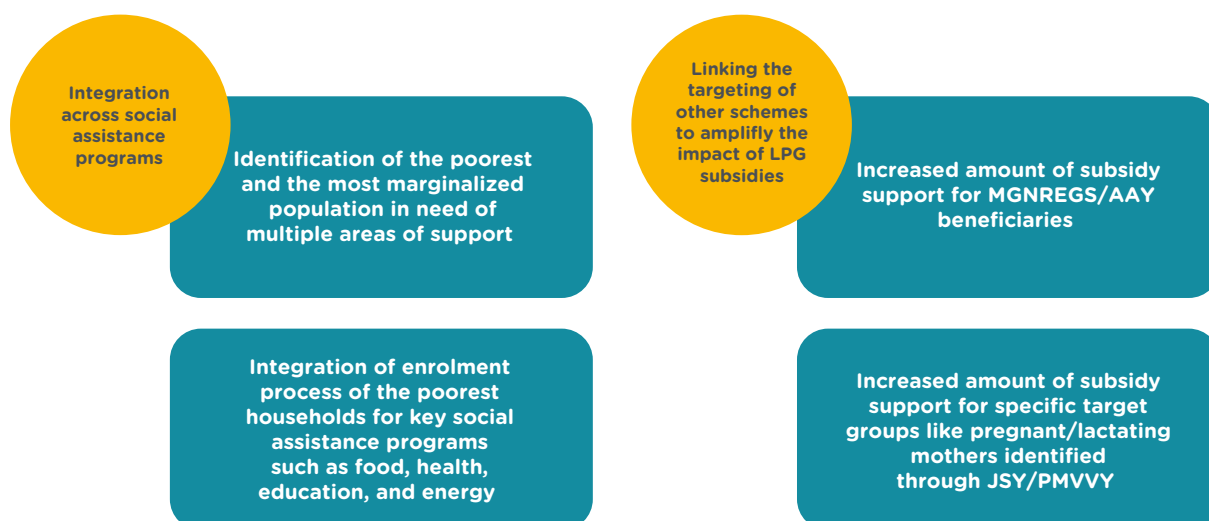 Integration
across social
assistance
programs
Identification of the poorest
and the most marginalized
population in need of
multiple areas of support
Integration of enrolment
process of the poorest
households for key social
assistance programs
such as food, health,
education, and energy
Linking the
targeting of
other schemes
to amplifly the
impact of LPG
subsidies
Increased amount of subsidy
support for MGNREGS/AAY
beneficiaries
Increased amount of subsidy
support for specific target
groups like pregnant/lactating
mothers identified
through JSY/PMVVY